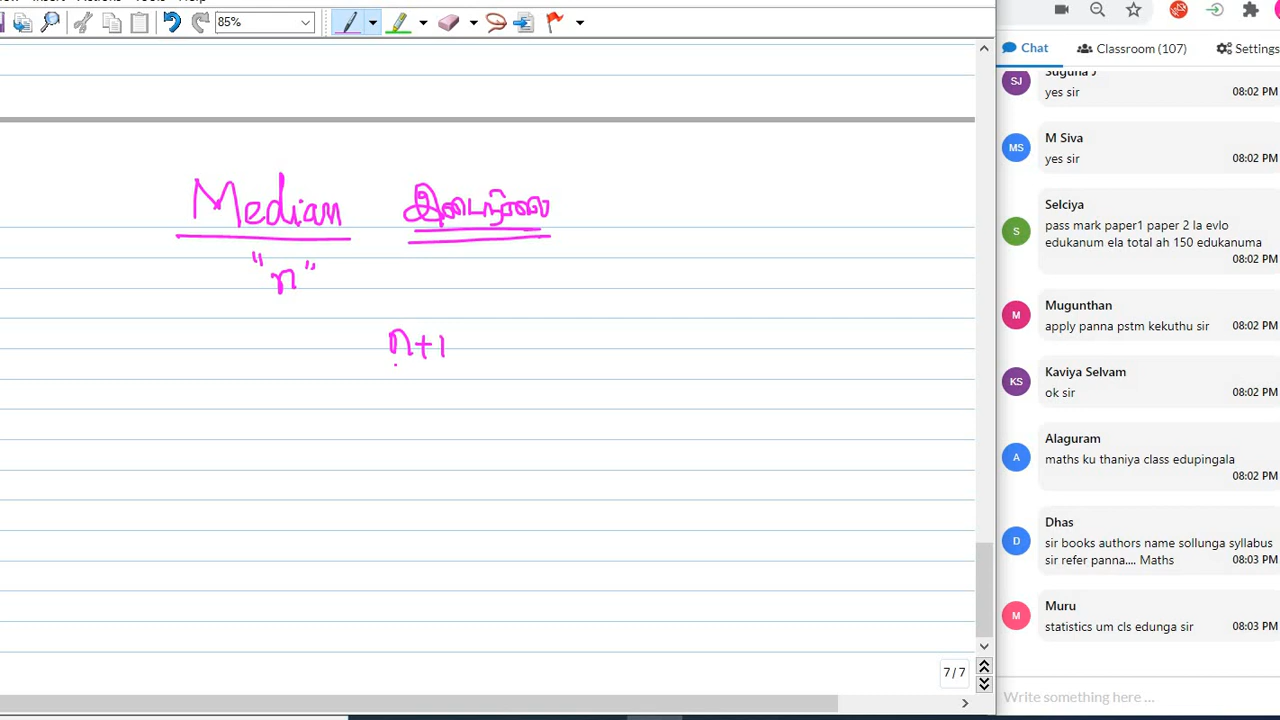 85%
Median இடைநிலை
"n"
n+1
7/7
Chat Classroom (107) Settings
SJ Suguna J
yes sir 08:02 PM
MS M Siva
yes sir 08:02 PM
S Selciya
pass mark paper1 paper 2 ia evlo
edukanum ela total ah 150 edukanuma
08:02 PM
M Mugunthan
apply panna pstm kekuthu sir 08:02 PM
KS Kaviya Selvam
ok sir 08:02 PM
A Alaguram
maths ku thaniya class edupingala
08:02 PM
D Dhas
sir books authors name sollunga syllabus
sir refer panna.... Maths 08:03 PM
M Muru
statistics um cls edunga sir 08:03 PM
Write something here ...